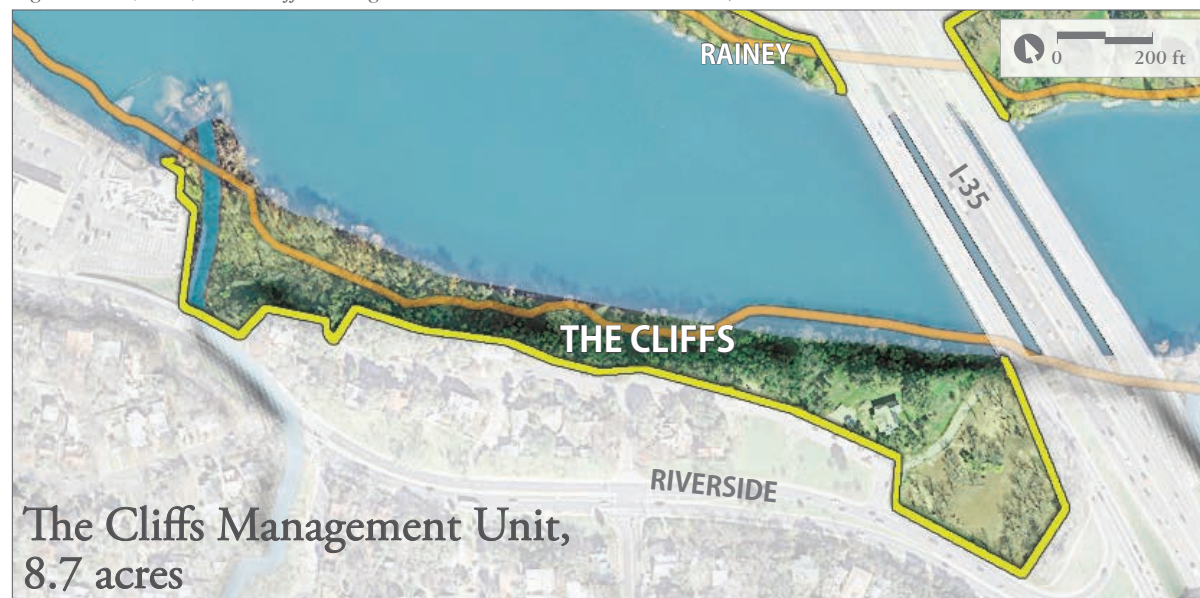 RAINEY
0 200 ft
I-35
THE CLIFFS
RIVERSIDE
The Cliffs Management Unit,
8.7 acres